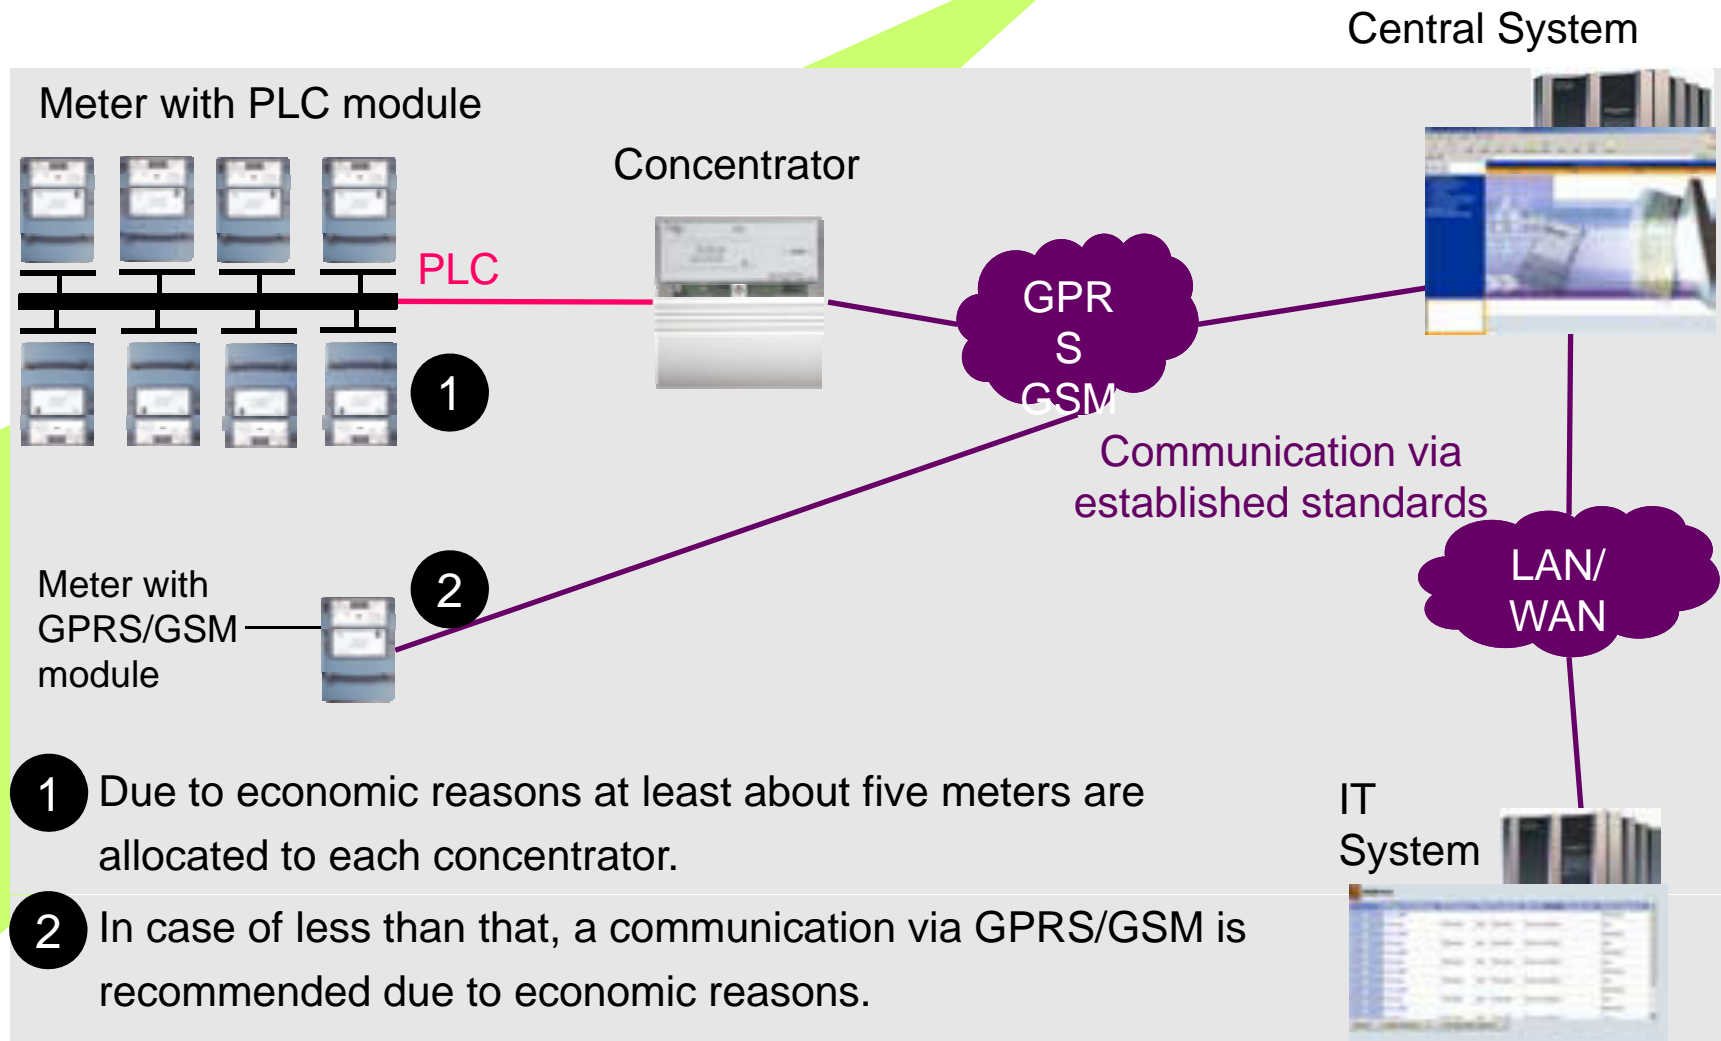 Central System
Meter with PLC module
Concentrator
PLC
GPR
S
GSM
1
Communication via
established standards
2
Meter with
GPRS/GSM
module
LAN/
WAN
1
Due to economic reasons at least about five meters are
allocated to each concentrator.
IT
System
2
In case of less than that, a communication via GPRS/GSM is
recommended due to economic reasons.